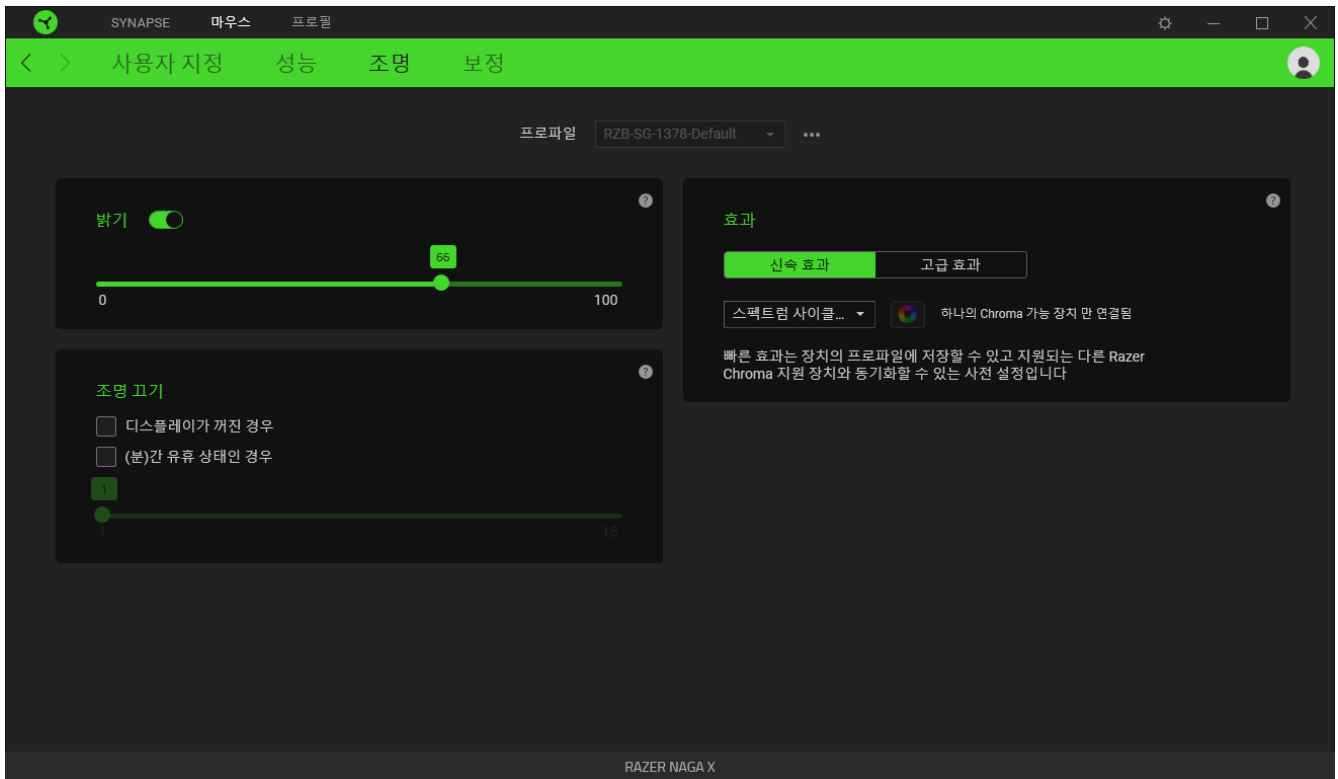 SYNAPSE 마우스 프로필
사용자 지정 성능 조명 보정
프로파일 RZB-SG-1378-Default
밝기
66
0 100
조명 끄기
디스플레이가 꺼진 경우
(분)간 유휴 상태인 경우
1
1 15
효과
신속 효과 고급 효과
스펙트럼 사이클... 하나의 Chroma 가능 장치 만 연결됨
빠른 효과는 장치의 프로파일에 저장할 수 있고 지원되는 다른 Razer
Chroma 지원 장치와 동기화할 수 있는 사전 설정입니다
RAZER NAGA X